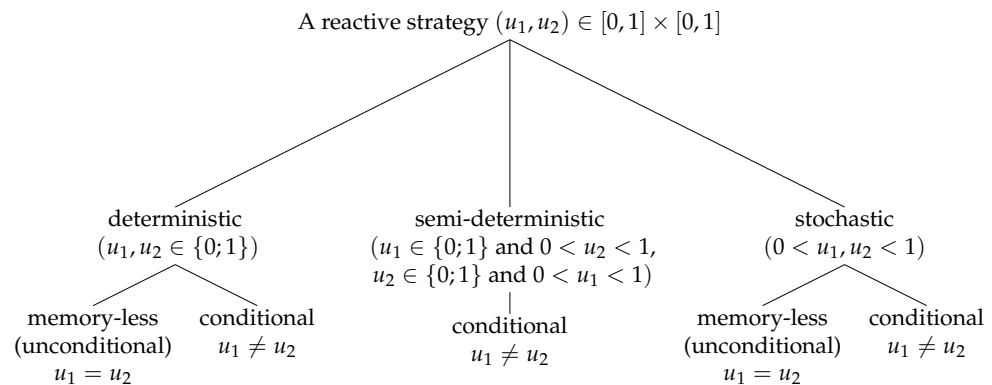 A reactive strategy (u₁, u₂) ∈ [0, 1] × [0, 1]
deterministic
(u₁, u₂ ∈ {0; 1})
semi-deterministic
(u₁ ∈ {0; 1} and 0 < u₂ < 1,
u₂ ∈ {0; 1} and 0 < u₁ < 1)
stochastic
(0 < u₁, u₂ < 1)
memory-less
(unconditional)
u₁ = u₂
conditional
u₁ ≠ u₂
conditional
u₁ ≠ u₂
memory-less
(unconditional)
u₁ = u₂
conditional
u₁ ≠ u₂